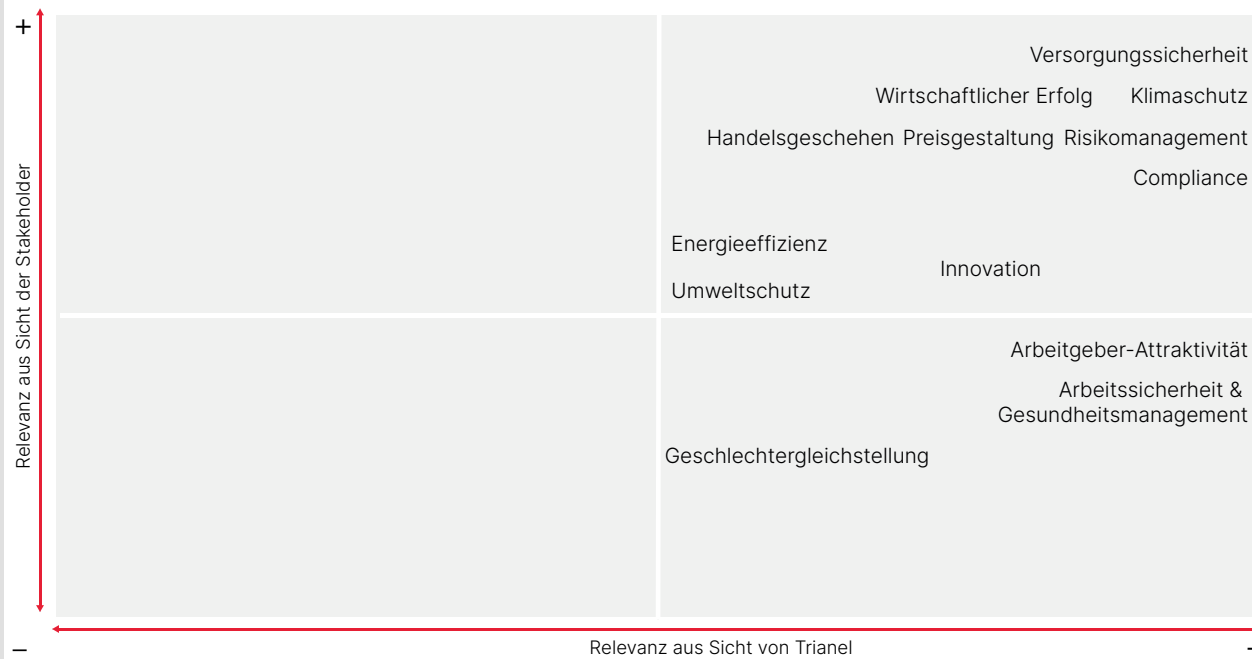 +
Versorgungssicherheit
Wirtschaftlicher Erfolg Klimaschutz
Handelsgeschehen Preisgestaltung Risikomanagement
Compliance
Energieeffizienz
Innovation
Umweltschutz
Arbeitgeber-Attraktivität
Arbeitssicherheit &
Gesundheitsmanagement
Geschlechtergleichstellung
Relevanz aus Sicht der Stakeholder
–
Relevanz aus Sicht von Trianel